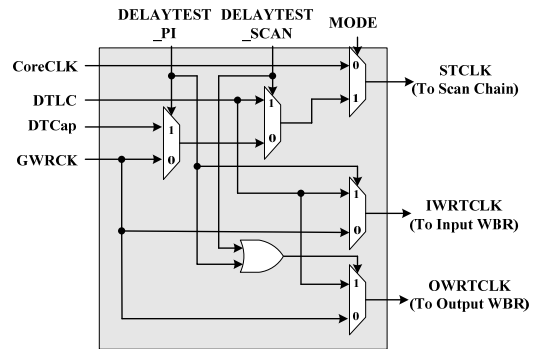 DELAYTEST
_PI
DELAYTEST
_SCAN
MODE
CoreCLK
0
STCLK
(To Scan Chain)
DTLC
1
1
DTCap
1
0
GWRCK
0
1
IWRTCLK
(To Input WBR)
0
1
OWRTCLK
(To Output WBR)
0